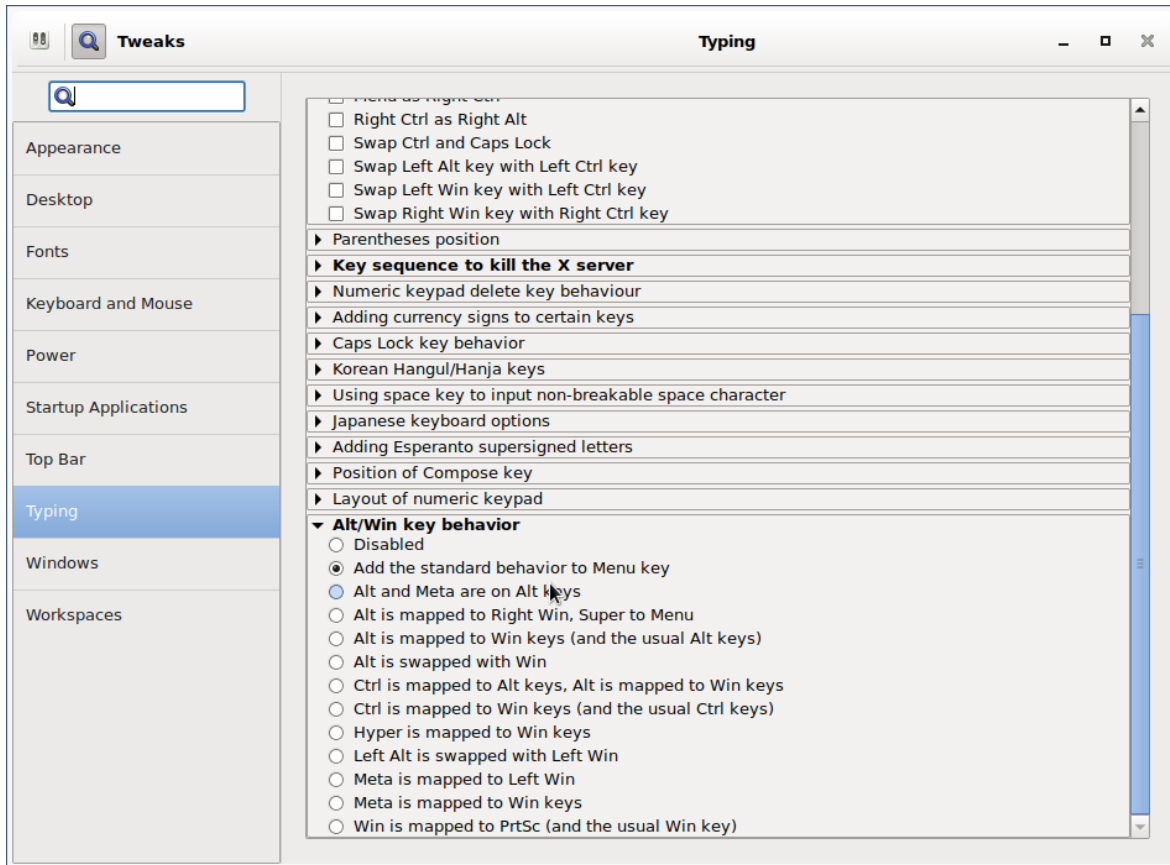 Tweaks
Typing
Appearance
Desktop
Fonts
Keyboard and Mouse
Power
Startup Applications
Top Bar
Typing
Windows
Workspaces
Menu as Right Ctrl
Right Ctrl as Right Alt
Swap Ctrl and Caps Lock
Swap Left Alt key with Left Ctrl key
Swap Left Win key with Left Ctrl key
Swap Right Win key with Right Ctrl key
Parentheses position
Key sequence to kill the X server
Numeric keypad delete key behaviour
Adding currency signs to certain keys
Caps Lock key behavior
Korean Hangul/Hanja keys
Using space key to input non-breakable space character
Japanese keyboard options
Adding Esperanto supersigned letters
Position of Compose key
Layout of numeric keypad
Alt/Win key behavior
Disabled
Add the standard behavior to Menu key
Alt and Meta are on Alt keys
Alt is mapped to Right Win, Super to Menu
Alt is mapped to Win keys (and the usual Alt keys)
Alt is swapped with Win
Ctrl is mapped to Alt keys, Alt is mapped to Win keys
Ctrl is mapped to Win keys (and the usual Ctrl keys)
Hyper is mapped to Win keys
Left Alt is swapped with Left Win
Meta is mapped to Left Win
Meta is mapped to Win keys
Win is mapped to PrtSc (and the usual Win key)